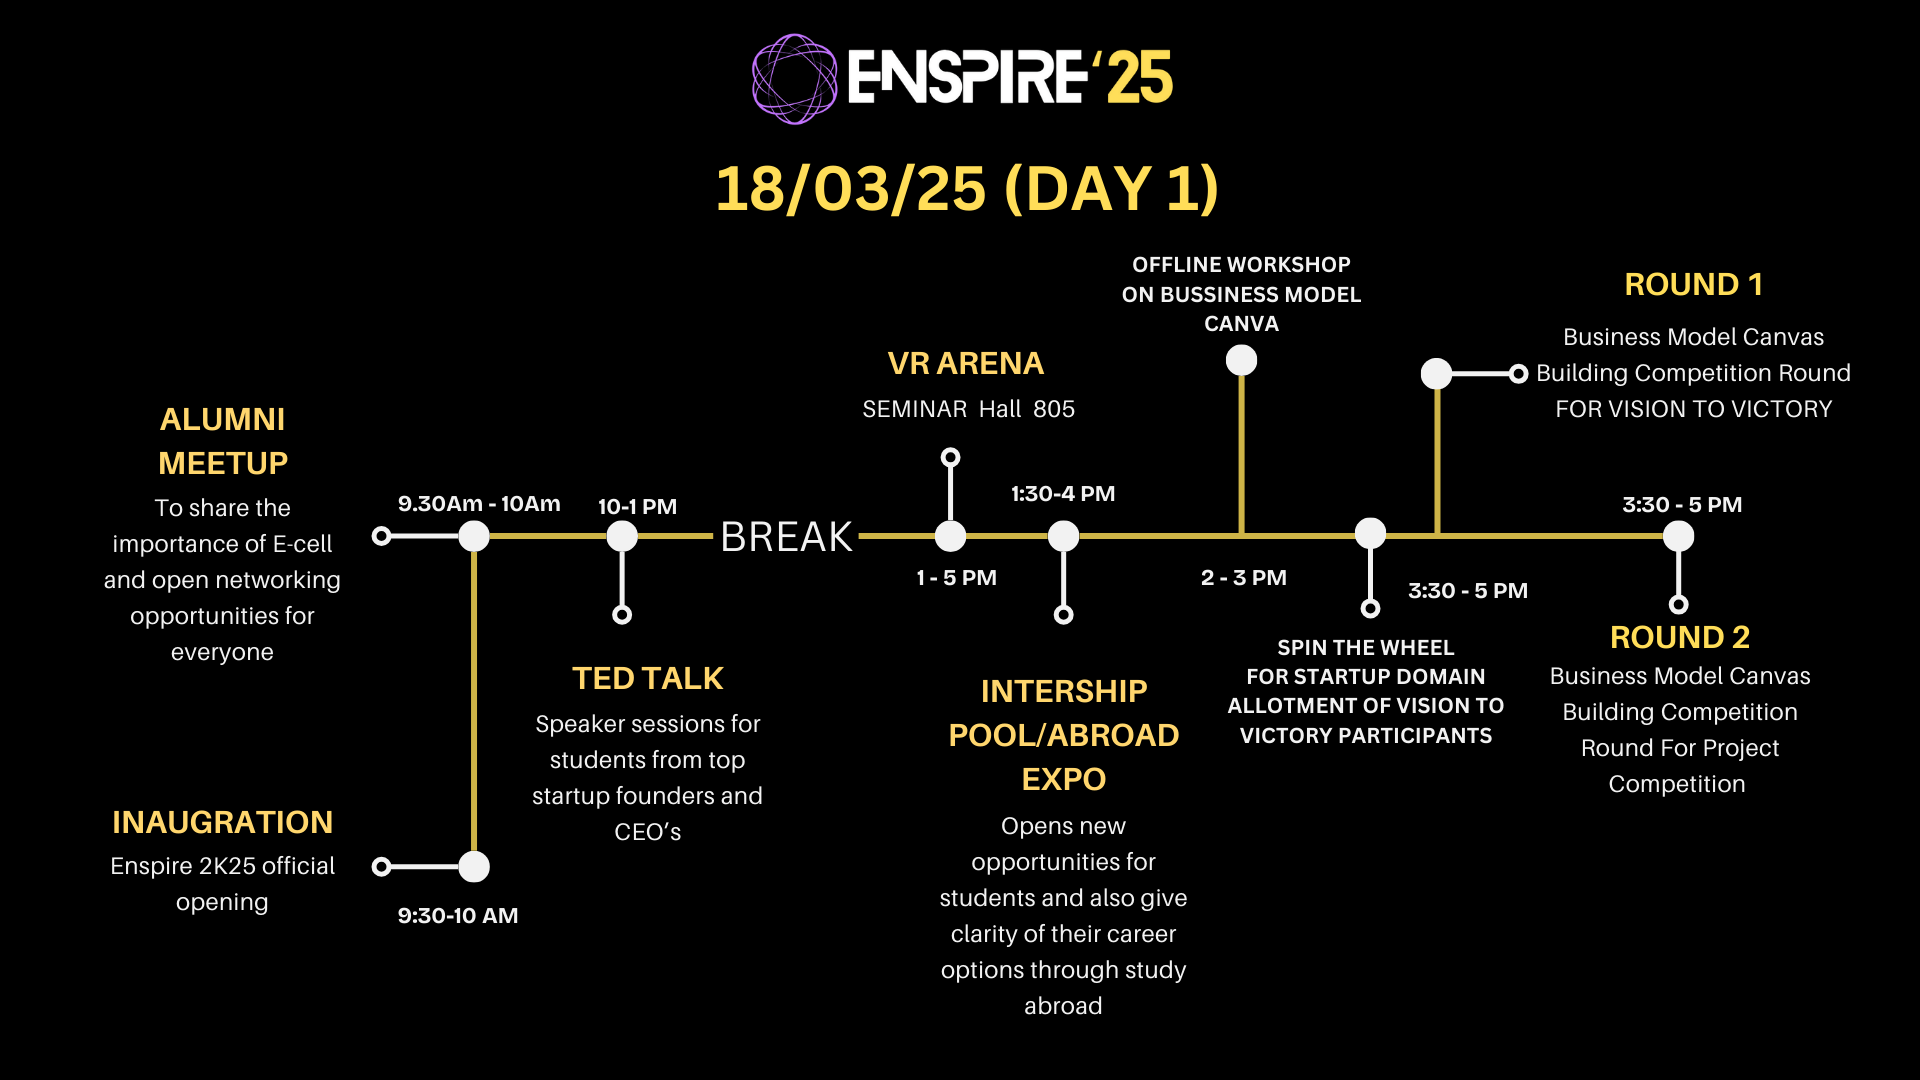 ENSPIRE ‘25
18/03/25 (DAY 1)
ALUMNI
MEETUP
To share the
importance of E-cell
and open networking
opportunities for
everyone
9.30Am - 10Am
INAUGRATION
Enspire 2K25 official
opening
9:30-10 AM
10-1 PM
TED TALK
Speaker sessions for
students from top
startup founders and
CEO’s
BREAK
VR ARENA
SEMINAR Hall 805
1 - 5 PM
1:30-4 PM
INTERSHIP
POOL/ABROAD
EXPO
Opens new
opportunities for
students and also give
clarity of their career
options through study
abroad
OFFLINE WORKSHOP
ON BUSSINESS MODEL
CANVA
2 - 3 PM
SPIN THE WHEEL
FOR STARTUP DOMAIN
ALLOTMENT OF VISION TO
VICTORY PARTICIPANTS
ROUND 1
Business Model Canvas
Building Competition Round
FOR VISION TO VICTORY
3:30 - 5 PM
3:30 - 5 PM
ROUND 2
Business Model Canvas
Building Competition
Round For Project
Competition